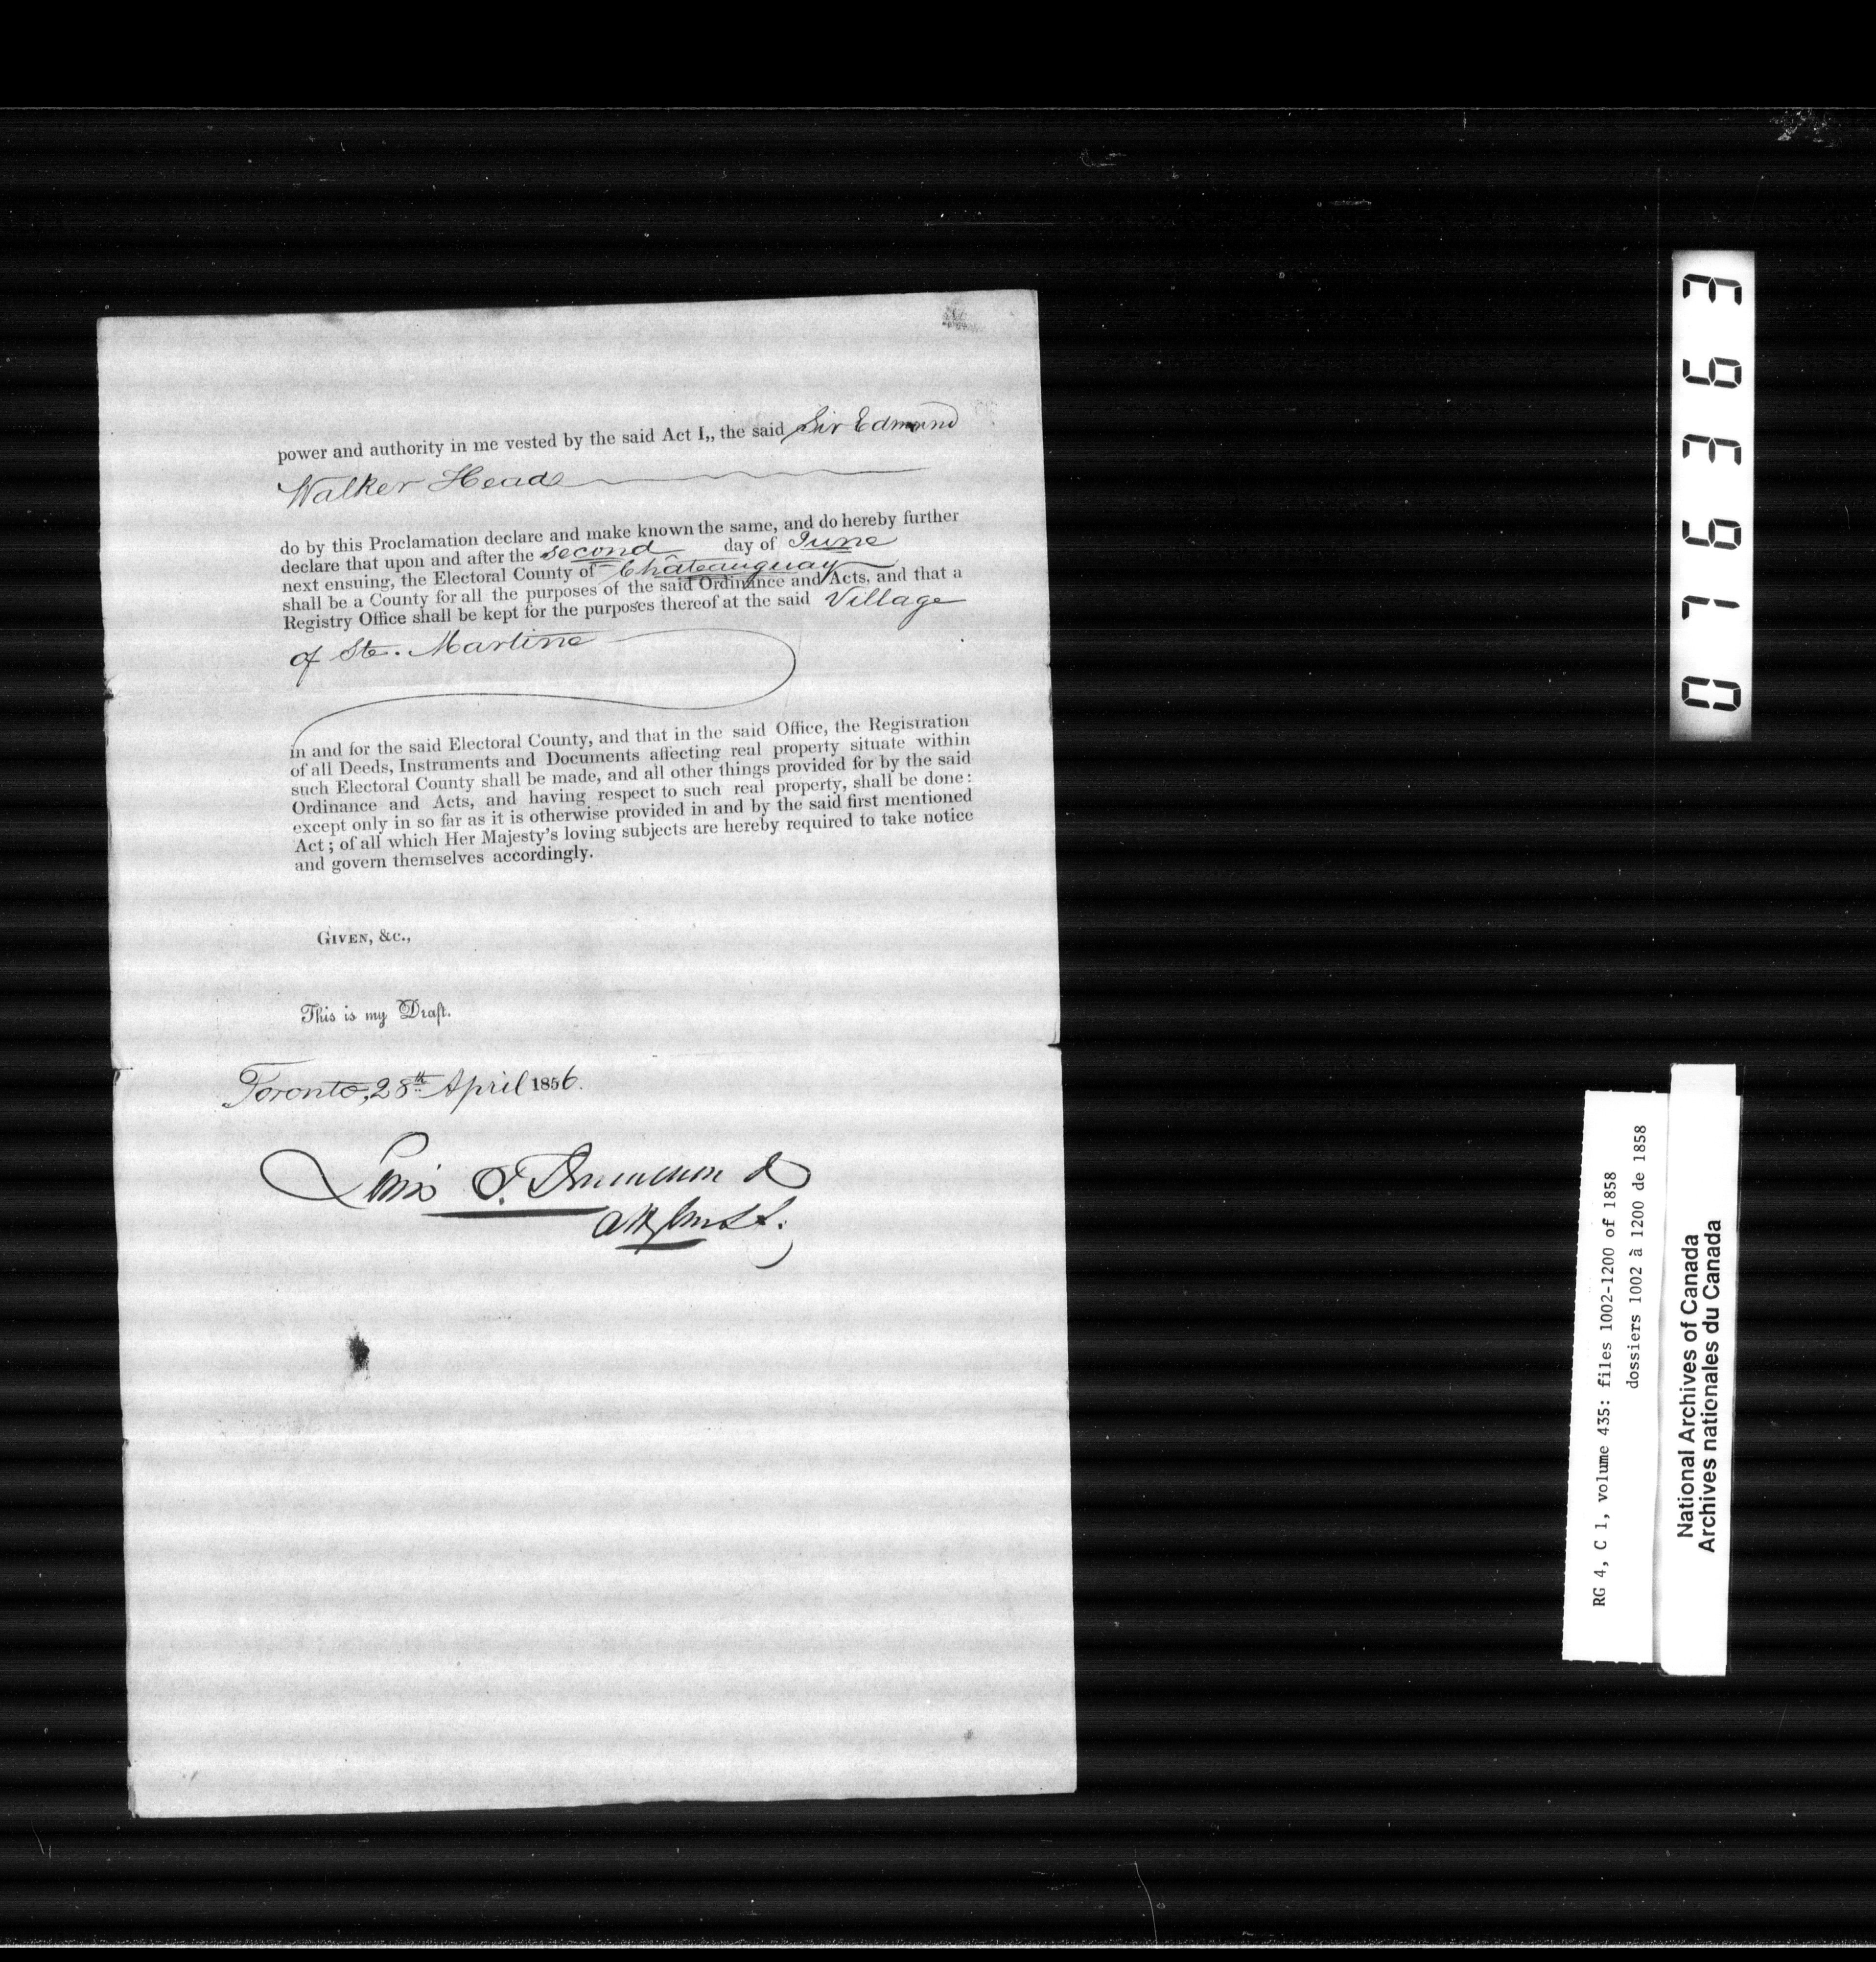 power and authority in me vested by the said Act I,, the said Sir Edmund
Walker Head
do by this Proclamation declare and make known the same, and do hereby further
declare that upon and after the second day of June
next ensuing, the Electoral County of Châteauguay
shall be a County for all the purposes of the said Ordinance and Acts, and that a
Registry Office shall be kept for the purposes thereof at the said Village
of Ste. Martine
in and for the said Electoral County, and that in the said Office, the Registration
of all Deeds, Instruments and Documents affecting real property situate within
such Electoral County shall be made, and all other things provided for by the said
Ordinance and Acts, and having respect to such real property, shall be done:
except only in so far as it is otherwise provided in and by the said first mentioned
Act; of all which Her Majesty's loving subjects are hereby required to take notice
and govern themselves accordingly.
GIVEN, &c.,
This is my Draft.
Toronto, 28th April 1856.
Lewis T. Drummond
Atty Genl L.
076363
RG 4, C 1, volume 435: files 1002-1200 of 1858
dossiers 1002 à 1200 de 1858
National Archives of Canada
Archives nationales du Canada